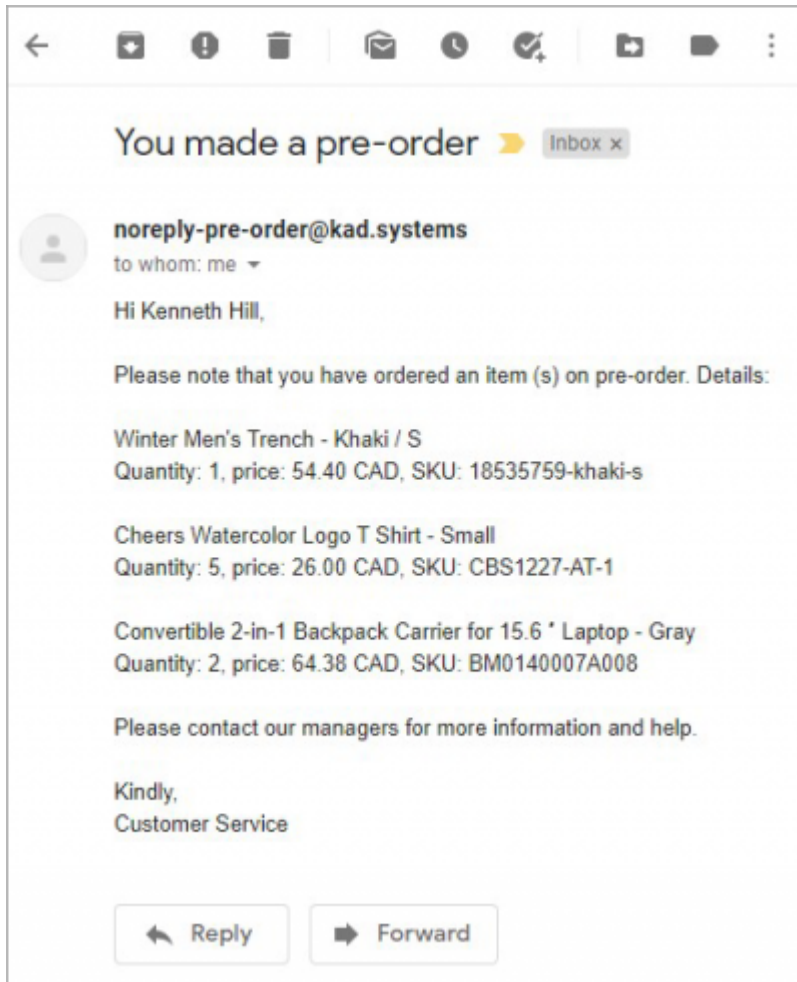 You made a pre-order
Inbox x
noreply-pre-order@kad.systems
to whom: me
Hi Kenneth Hill,
Please note that you have ordered an item (s) on pre-order. Details:
Winter Men's Trench - Khaki / S
Quantity: 1, price: 54.40 CAD, SKU: 18535759-khaki-s
Cheers Watercolor Logo T Shirt - Small
Quantity: 5, price: 26.00 CAD, SKU: CBS1227-AT-1
Convertible 2-in-1 Backpack Carrier for 15.6 " Laptop - Gray
Quantity: 2, price: 64.38 CAD, SKU: BM0140007A008
Please contact our managers for more information and help.
Kindly,
Customer Service
Reply
Forward